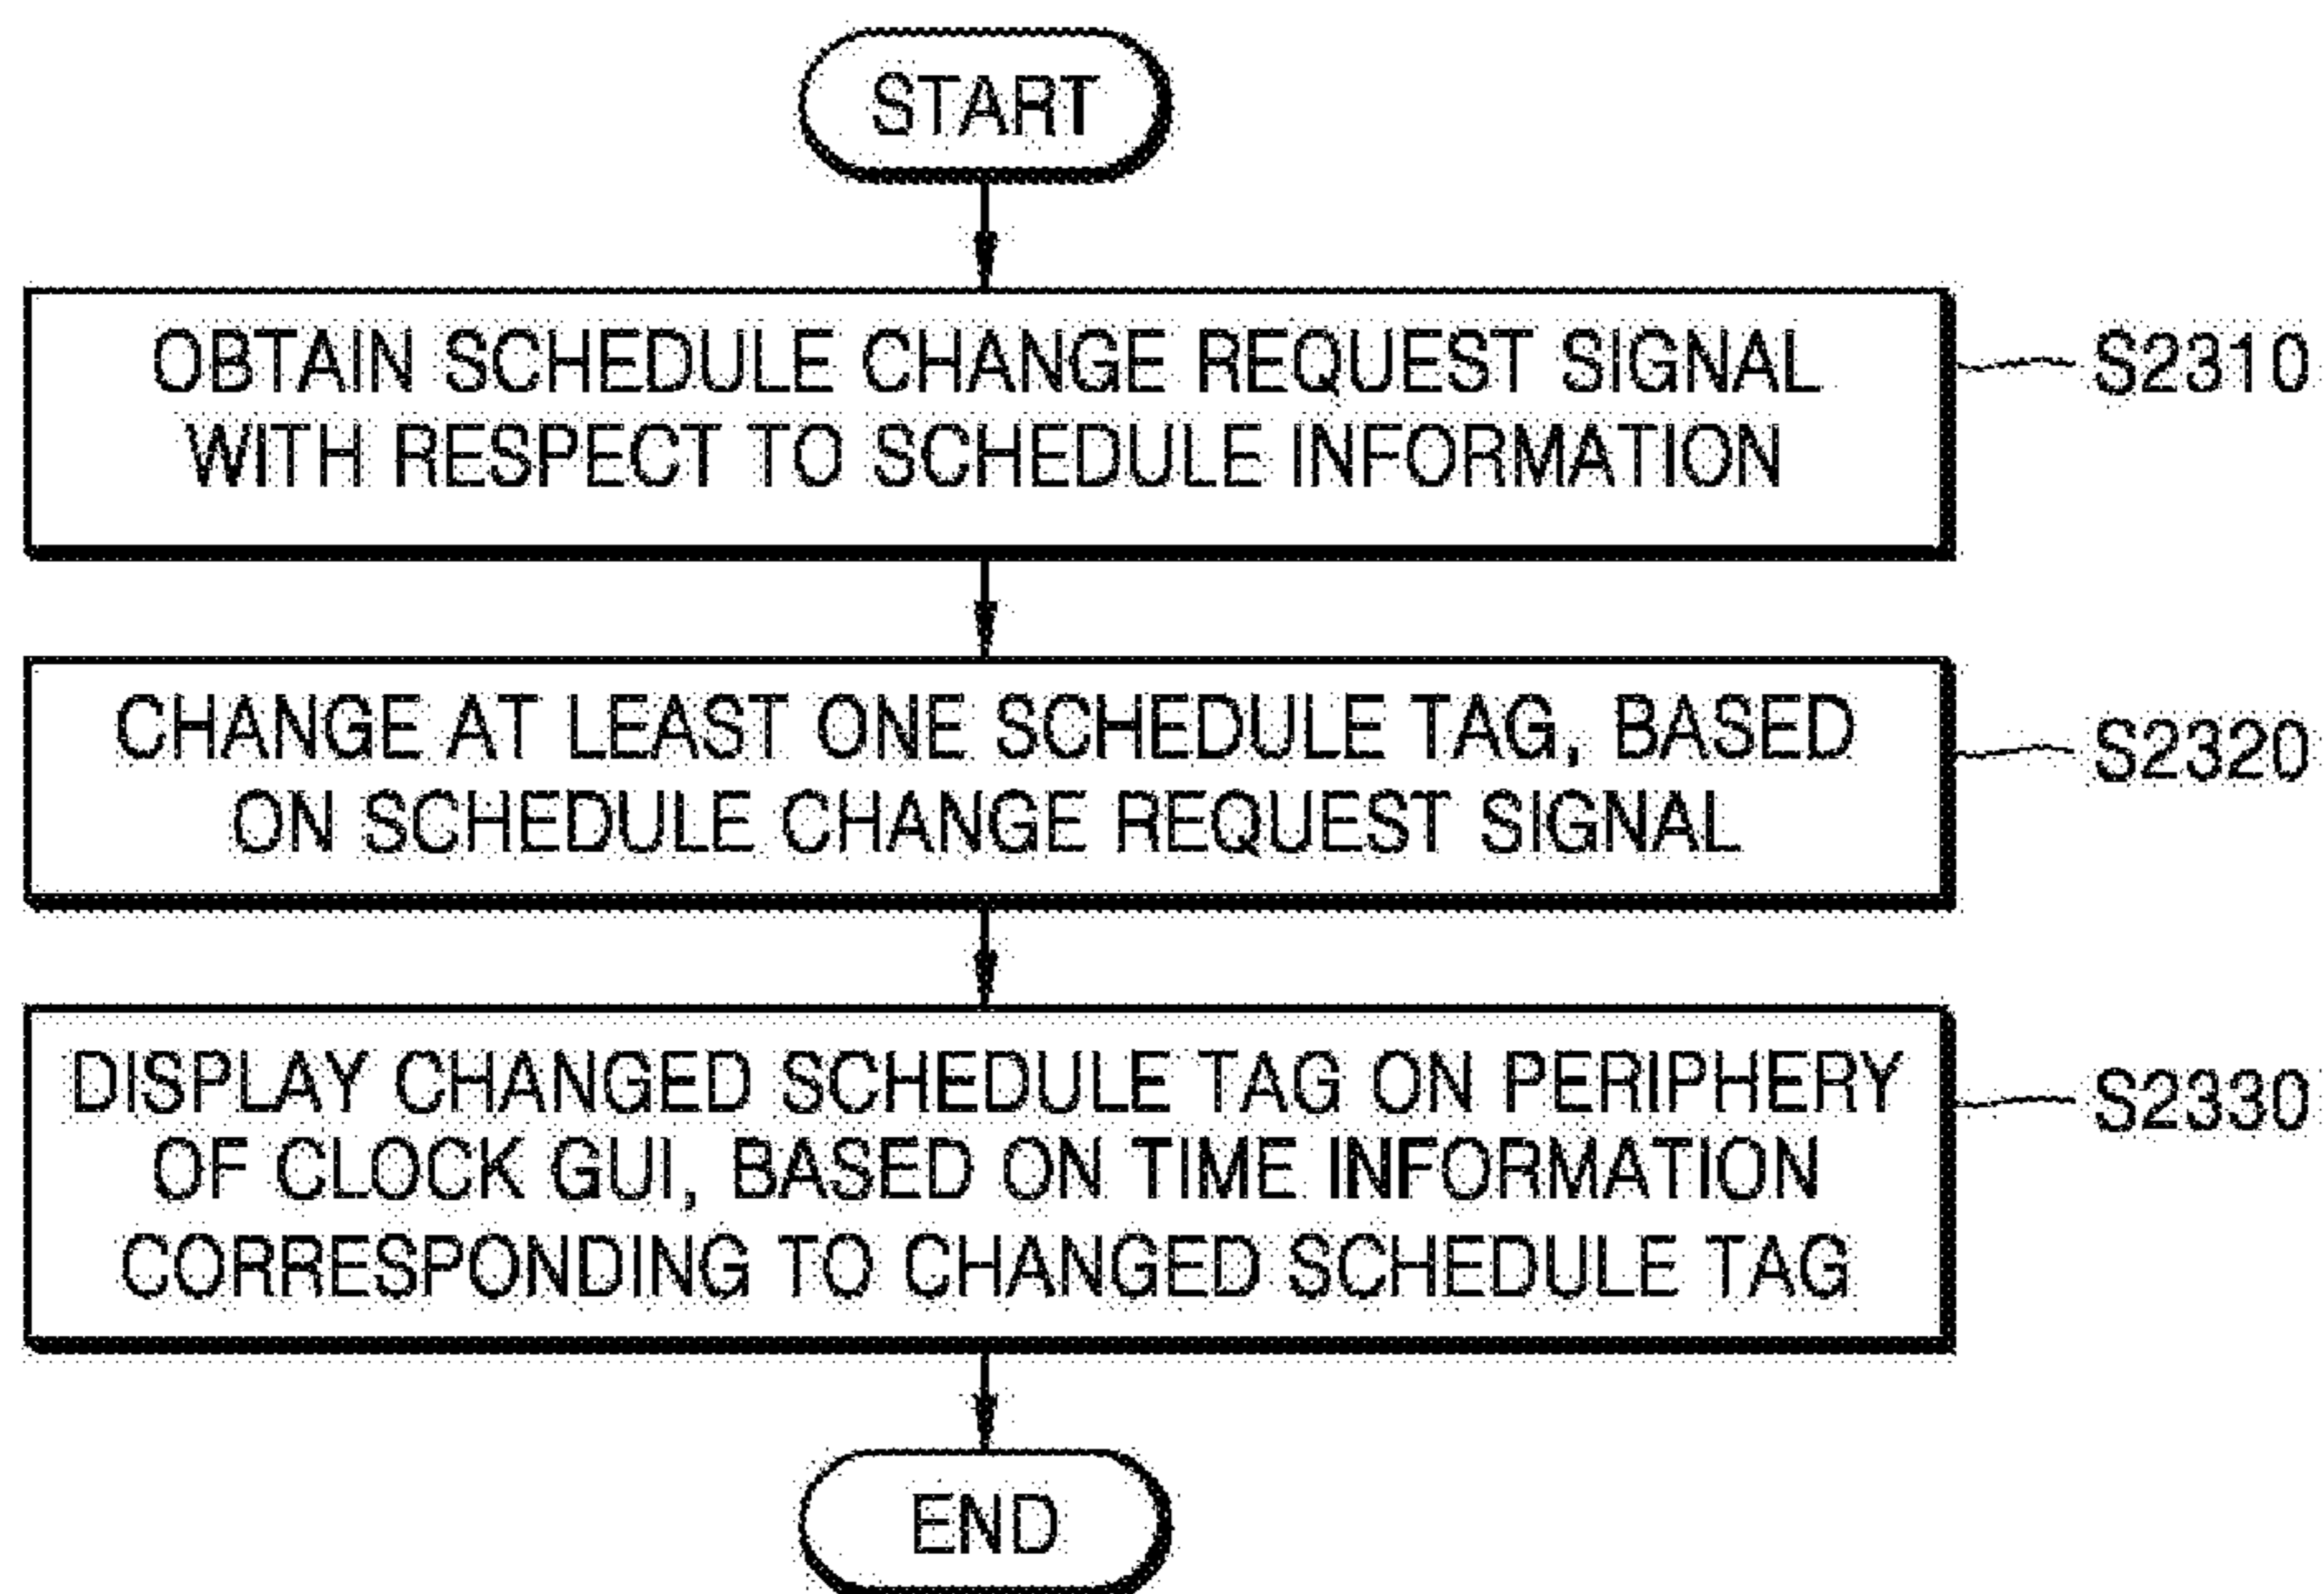 START
OBTAIN SCHEDULE CHANGE REQUEST SIGNAL
WITH RESPECT TO SCHEDULE INFORMATION
S2310
CHANGE AT LEAST ONE SCHEDULE TAG, BASED
ON SCHEDULE CHANGE REQUEST SIGNAL
S2320
DISPLAY CHANGED SCHEDULE TAG ON PERIPHERY
OF CLOCK GUI, BASED ON TIME INFORMATION
CORRESPONDING TO CHANGED SCHEDULE TAG
S2330
END